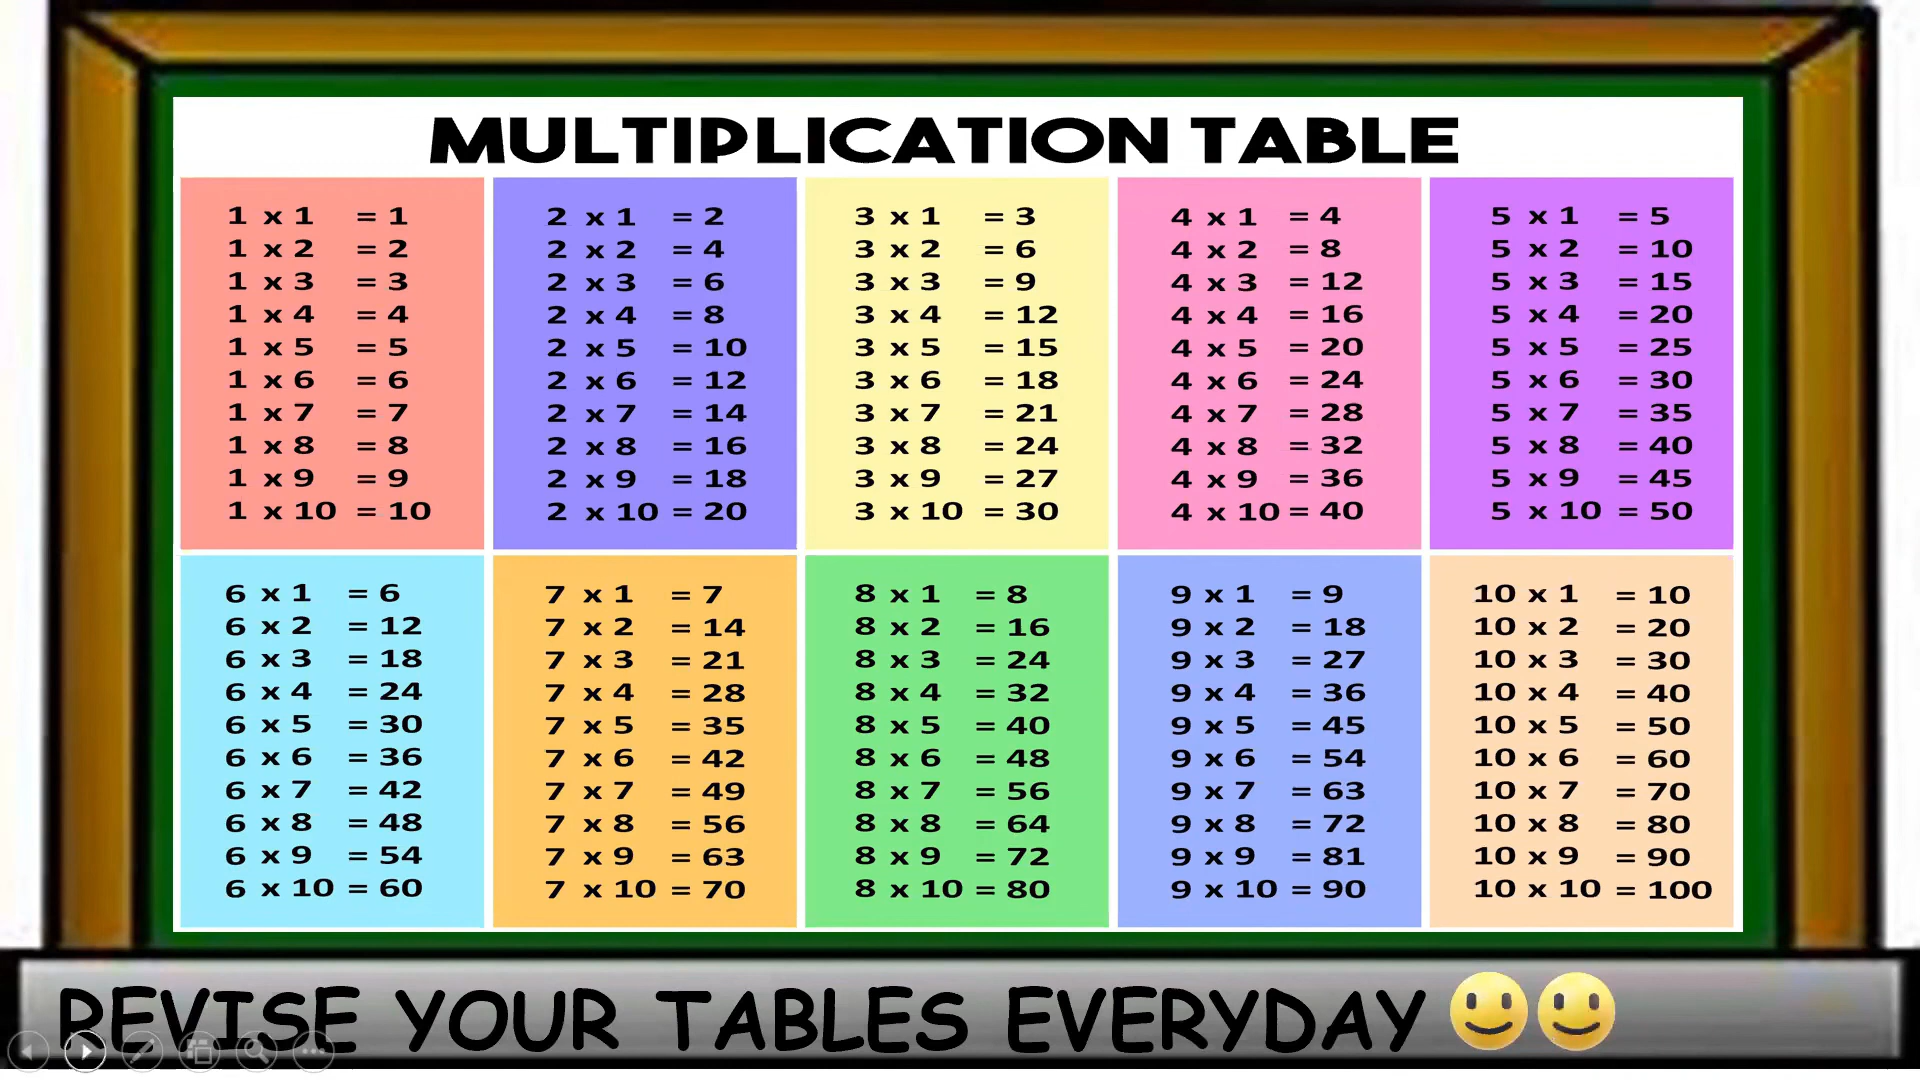 MULTIPLICATION TABLE
1 x 1 = 1
1 x 2 = 2
1 x 3 = 3
1 x 4 = 4
1 x 5 = 5
1 x 6 = 6
1 x 7 = 7
1 x 8 = 8
1 x 9 = 9
1 x 10 = 10
2 x 1 = 2
2 x 2 = 4
2 x 3 = 6
2 x 4 = 8
2 x 5 = 10
2 x 6 = 12
2 x 7 = 14
2 x 8 = 16
2 x 9 = 18
2 x 10 = 20
3 x 1 = 3
3 x 2 = 6
3 x 3 = 9
3 x 4 = 12
3 x 5 = 15
3 x 6 = 18
3 x 7 = 21
3 x 8 = 24
3 x 9 = 27
3 x 10 = 30
4 x 1 = 4
4 x 2 = 8
4 x 3 = 12
4 x 4 = 16
4 x 5 = 20
4 x 6 = 24
4 x 7 = 28
4 x 8 = 32
4 x 9 = 36
4 x 10 = 40
5 x 1 = 5
5 x 2 = 10
5 x 3 = 15
5 x 4 = 20
5 x 5 = 25
5 x 6 = 30
5 x 7 = 35
5 x 8 = 40
5 x 9 = 45
5 x 10 = 50
6 x 1 = 6
6 x 2 = 12
6 x 3 = 18
6 x 4 = 24
6 x 5 = 30
6 x 6 = 36
6 x 7 = 42
6 x 8 = 48
6 x 9 = 54
6 x 10 = 60
7 x 1 = 7
7 x 2 = 14
7 x 3 = 21
7 x 4 = 28
7 x 5 = 35
7 x 6 = 42
7 x 7 = 49
7 x 8 = 56
7 x 9 = 63
7 x 10 = 70
8 x 1 = 8
8 x 2 = 16
8 x 3 = 24
8 x 4 = 32
8 x 5 = 40
8 x 6 = 48
8 x 7 = 56
8 x 8 = 64
8 x 9 = 72
8 x 10 = 80
9 x 1 = 9
9 x 2 = 18
9 x 3 = 27
9 x 4 = 36
9 x 5 = 45
9 x 6 = 54
9 x 7 = 63
9 x 8 = 72
9 x 9 = 81
9 x 10 = 90
10 x 1 = 10
10 x 2 = 20
10 x 3 = 30
10 x 4 = 40
10 x 5 = 50
10 x 6 = 60
10 x 7 = 70
10 x 8 = 80
10 x 9 = 90
10 x 10 = 100
REVISE YOUR TABLES EVERYDAY